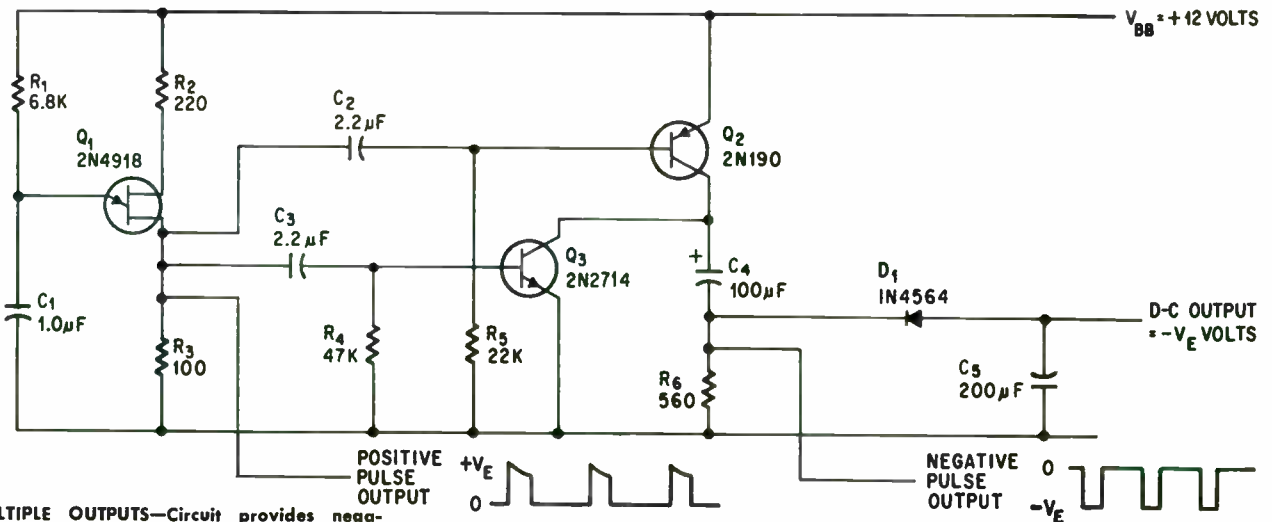 V_BB = +12 VOLTS
R1
6.8K
R2
220
C2
2.2µF
Q1
2N4918
Q2
2N190
C3
2.2µF
Q3
2N2714
+
C4
100µF
D1
IN4564
D-C OUTPUT
= -V_E VOLTS
C1
1.0µF
R3
100
R4
47K
R5
22K
R6
560
C5
200µF
POSITIVE
PULSE
OUTPUT
+V_E
0
NEGATIVE
PULSE
OUTPUT
0
-V_E
LTIPLE OUTPUTS—Circuit provides nega-